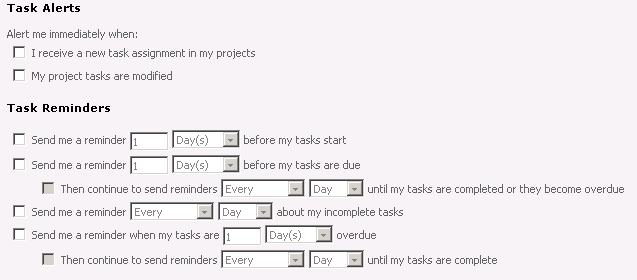 Task Alerts
Alert me immediately when:
I receive a new task assignment in my projects
My project tasks are modified
Task Reminders
Send me a reminder 1 Day(s) before my tasks start
Send me a reminder 1 Day(s) before my tasks are due
Then continue to send reminders Every Day until my tasks are completed or they become overdue
Send me a reminder Every Day about my incomplete tasks
Send me a reminder when my tasks are 1 Day(s) overdue
Then continue to send reminders Every Day until my tasks are complete